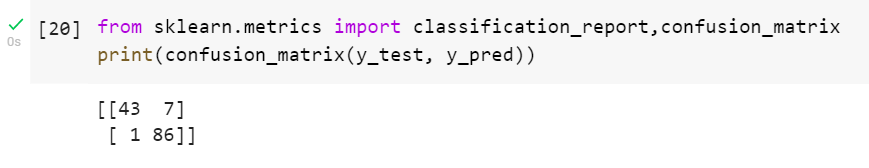 [20] from sklearn.metrics import classification_report,confusion_matrix
0s
print(confusion_matrix(y_test, y_pred))
[[43  7]
 [ 1 86]]